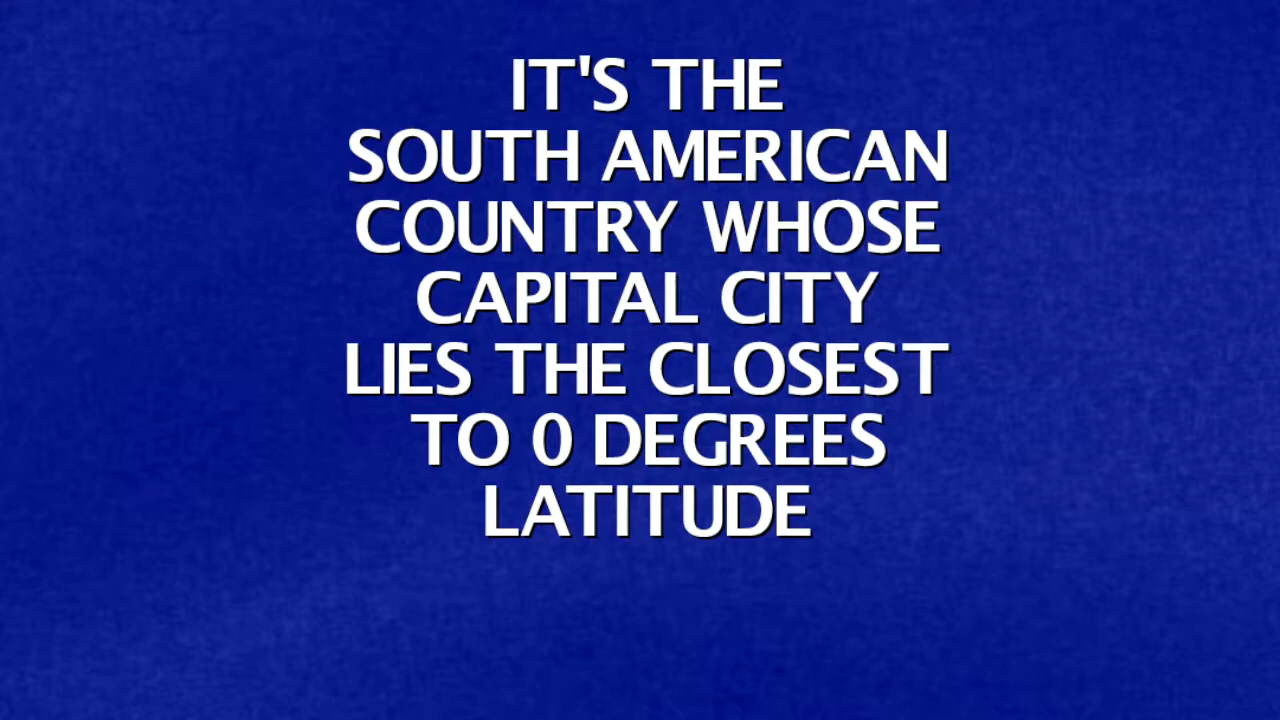 IT'S THE
SOUTH AMERICAN
COUNTRY WHOSE
CAPITAL CITY
LIES THE CLOSEST
TO 0 DEGREES
LATITUDE